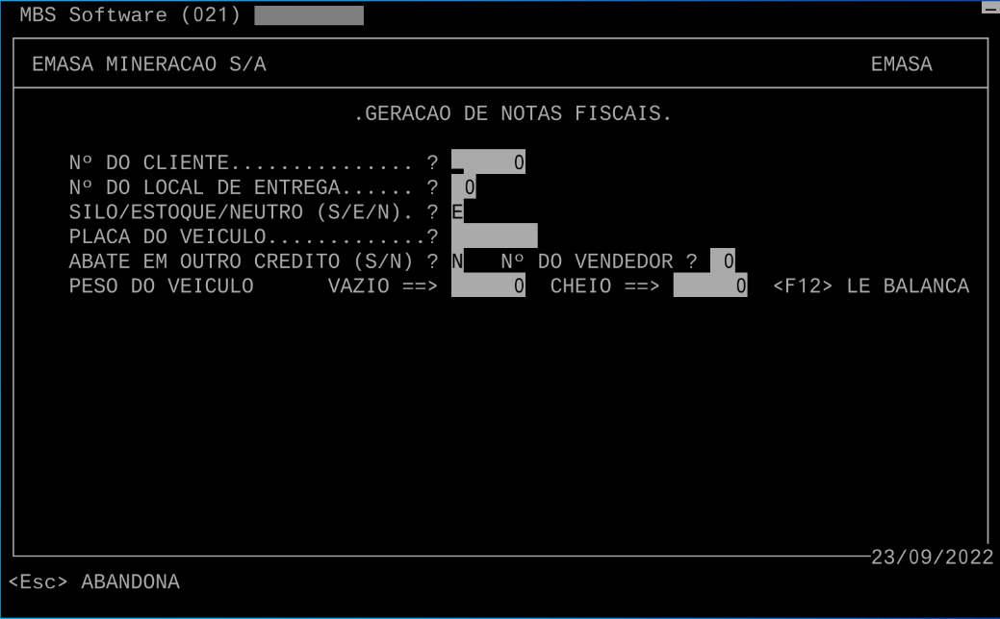 MBS Software (021)
EMASA MINERACAO S/A EMASA
.GERACAO DE NOTAS FISCAIS.
Nº DO CLIENTE............... ? 0
Nº DO LOCAL DE ENTREGA...... ? 0
SILO/ESTOQUE/NEUTRO (S/E/N). ? E
PLACA DO VEICULO.............?
ABATE EM OUTRO CREDITO (S/N) ? N Nº DO VENDEDOR ? 0
PESO DO VEICULO VAZIO ==> 0 CHEIO ==> 0 <F12> LE BALANCA
23/09/2022
<Esc> ABANDONA